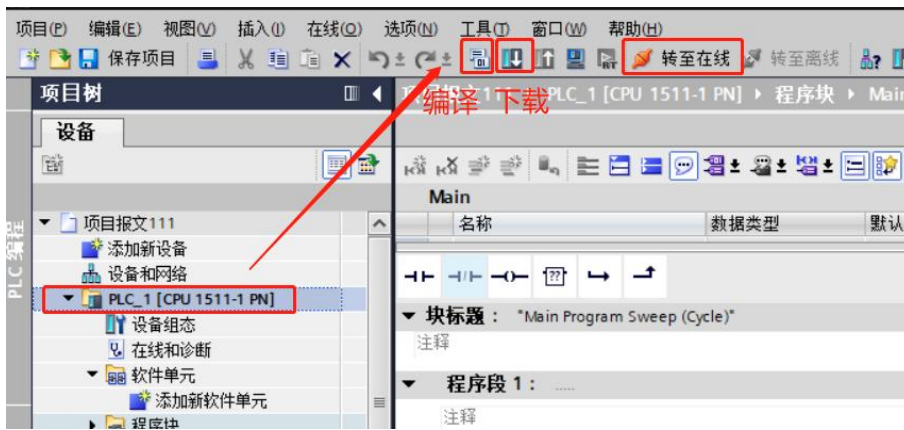 项目(P) 编辑(E) 视图(V) 插入(I) 在线(O) 选项(N) 工具(T) 窗口(W) 帮助(H)
保存项目 转至在线 转至离线
项目树
PLC_1 [CPU 1511-1 PN] 程序块
编译 下载
设备
Main
名称 数据类型 默认
项目报文111
添加新设备
设备和网络
PLC_1 [CPU 1511-1 PN]
设备组态
在线和诊断
软件单元
添加新软件单元
程序块
PLC 编程
块标题： "Main Program Sweep (Cycle)"
注释
程序段 1： .....
注释